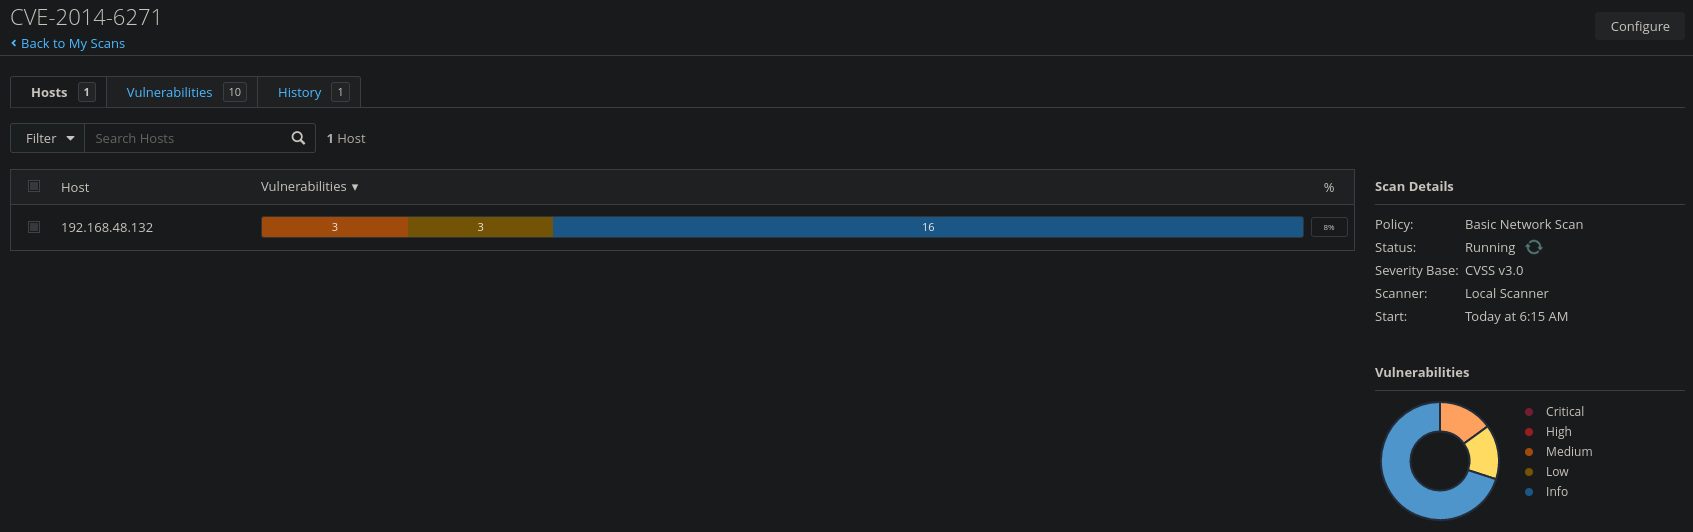 CVE-2014-6271
Configure
Back to My Scans
Hosts 1 Vulnerabilities 10 History 1
Filter Search Hosts 1 Host
Host Vulnerabilities ▼ %
192.168.48.132 3 3 16 8%
Scan Details
Policy: Basic Network Scan
Status: Running
Severity Base: CVSS v3.0
Scanner: Local Scanner
Start: Today at 6:15 AM
Vulnerabilities
Critical
High
Medium
Low
Info